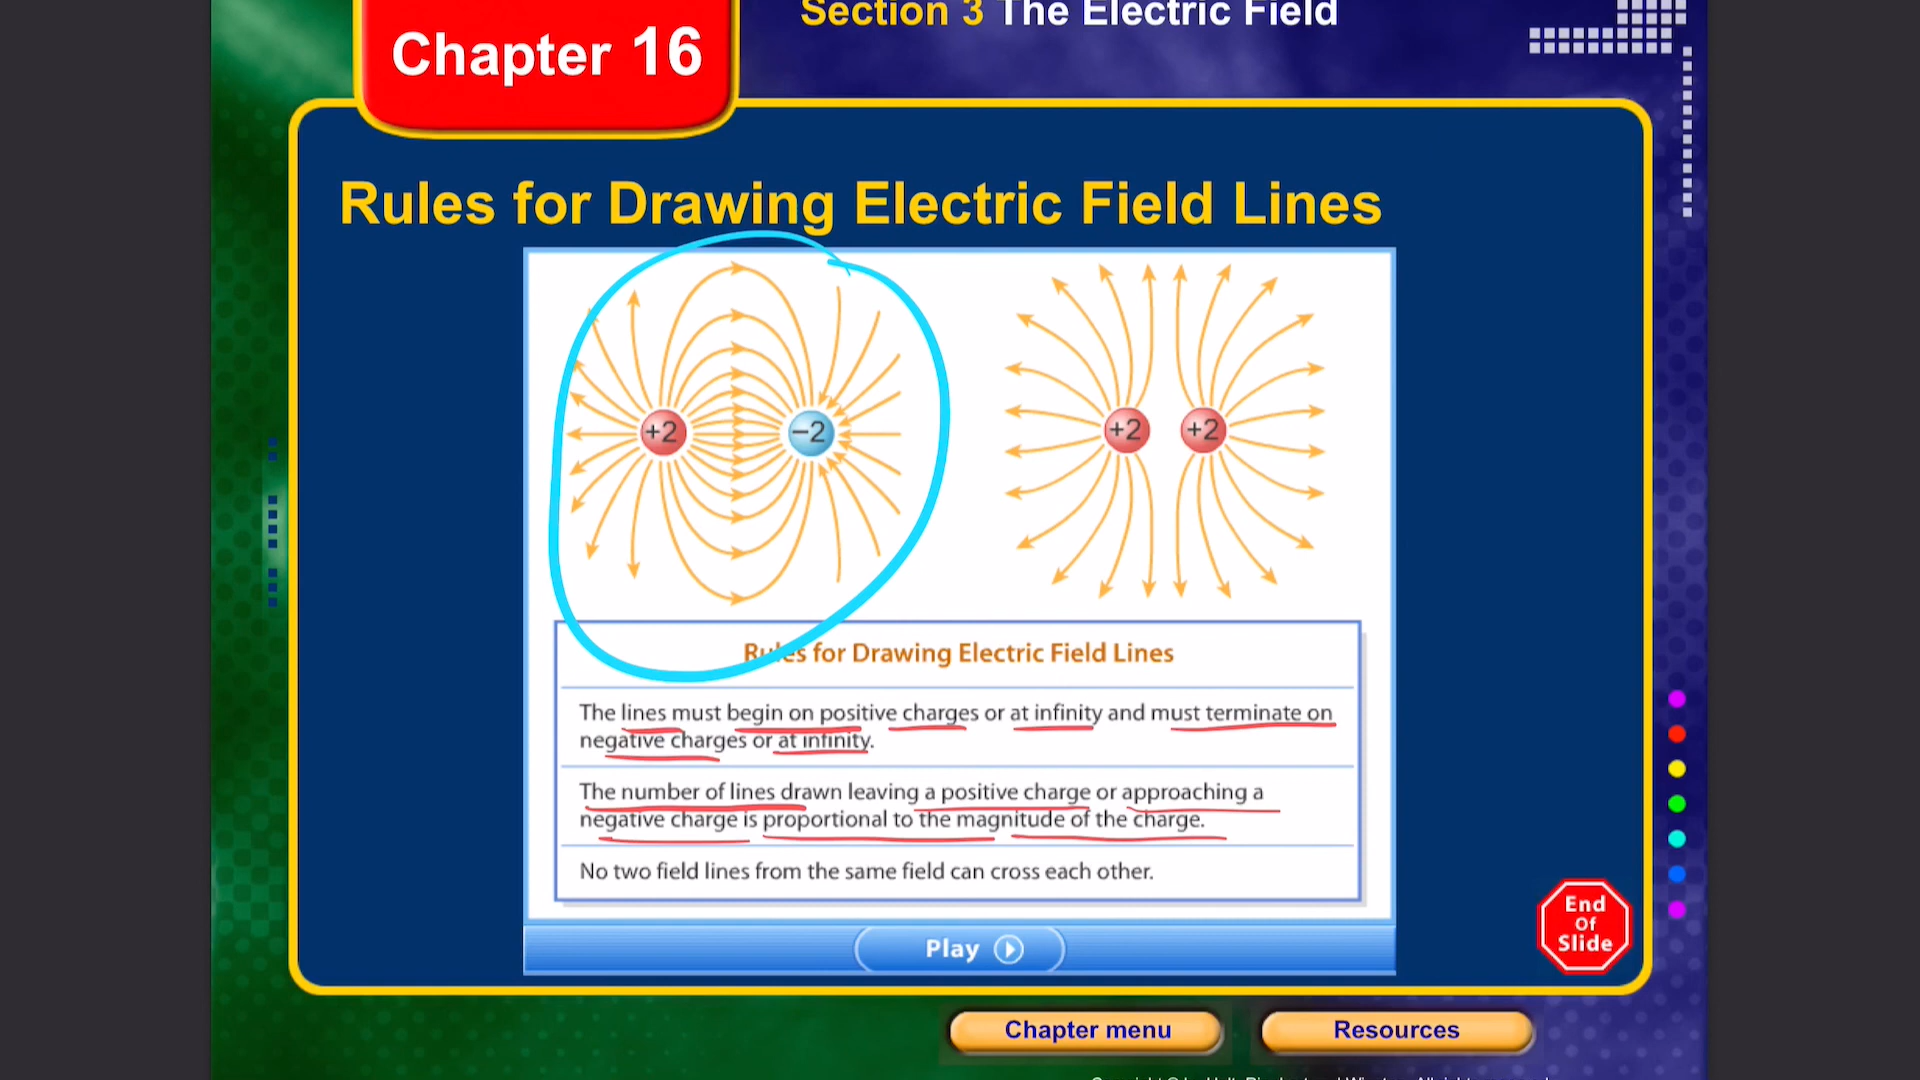 Section 3 The Electric Field
Chapter 16
Rules for Drawing Electric Field Lines
+2
−2
+2
+2
Rules for Drawing Electric Field Lines
The lines must begin on positive charges or at infinity and must terminate on
negative charges or at infinity.
The number of lines drawn leaving a positive charge or approaching a
negative charge is proportional to the magnitude of the charge.
No two field lines from the same field can cross each other.
Play
End
Of
Slide
Chapter menu
Resources